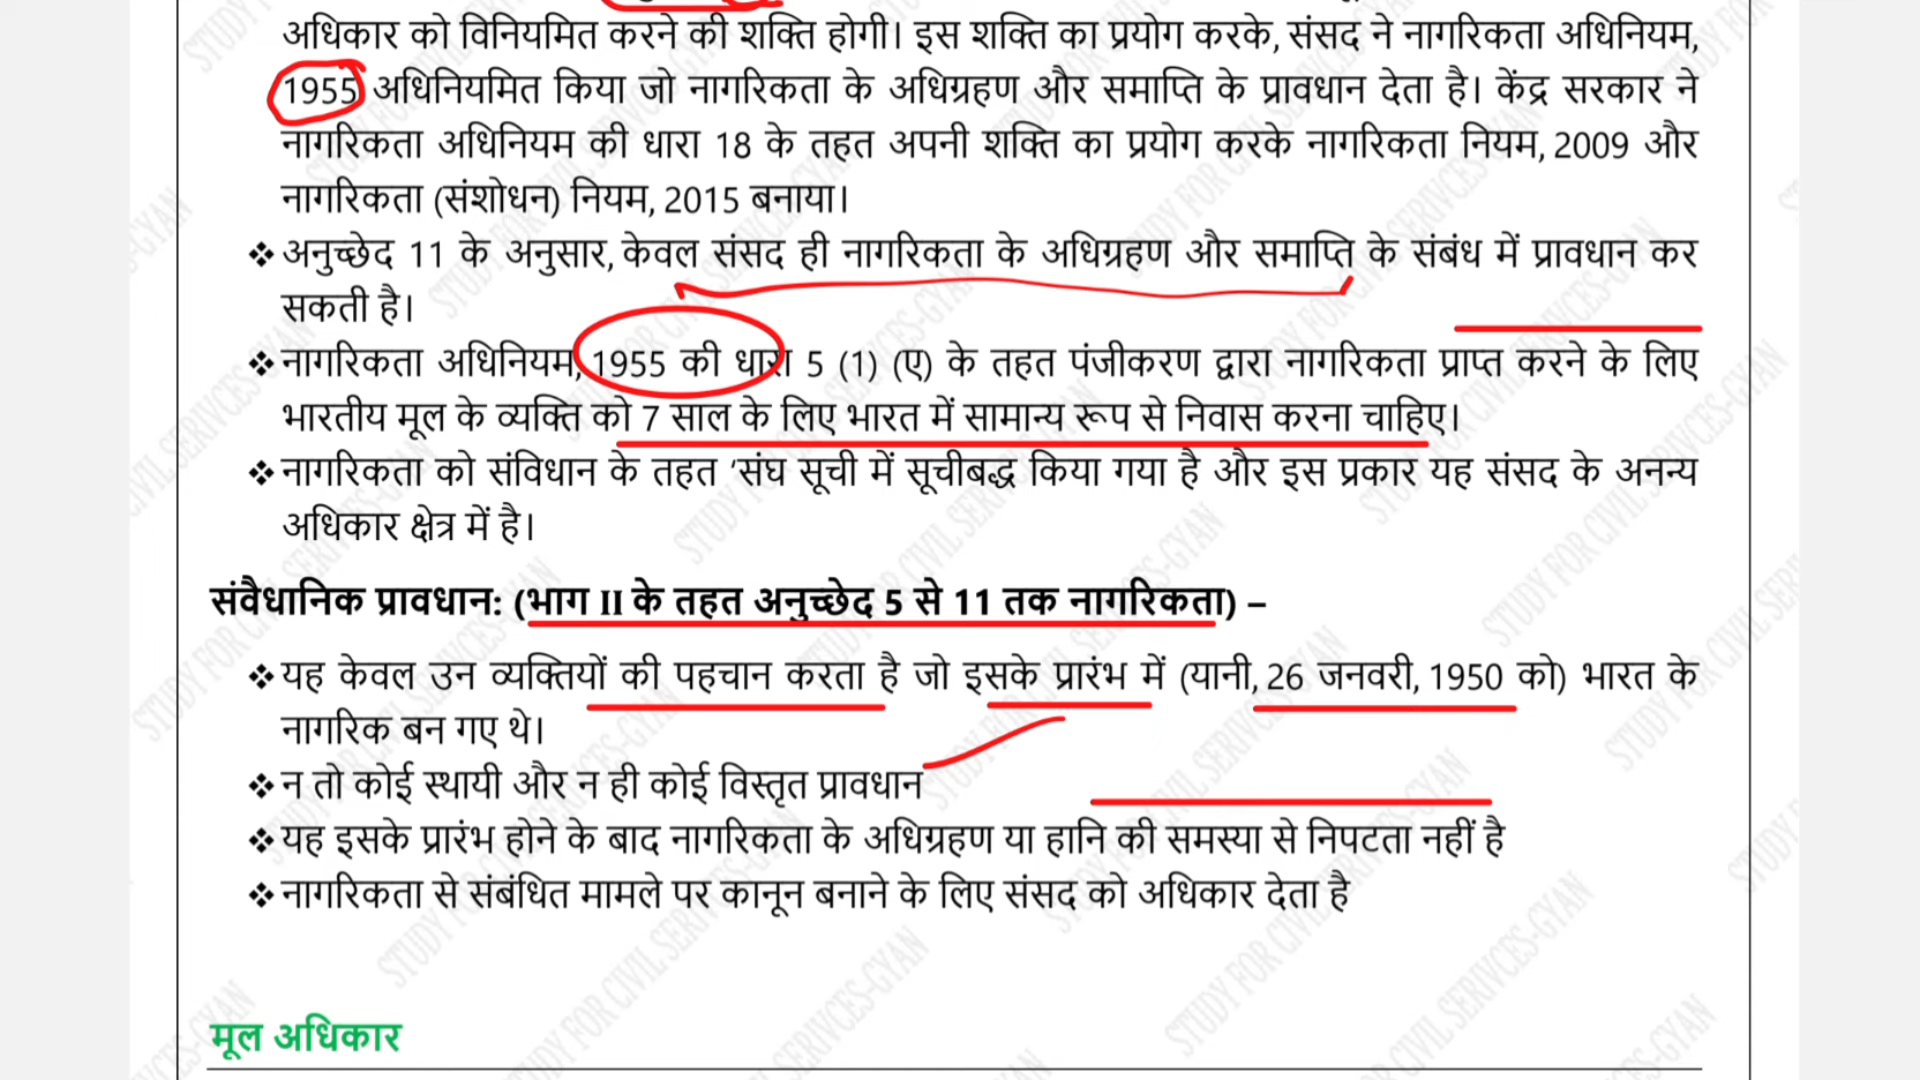 अधिकार को विनियमित करने की शक्ति होगी। इस शक्ति का प्रयोग करके, संसद ने नागरिकता अधिनियम,
1955 अधिनियमित किया जो नागरिकता के अधिग्रहण और समाप्ति के प्रावधान देता है। केंद्र सरकार ने
नागरिकता अधिनियम की धारा 18 के तहत अपनी शक्ति का प्रयोग करके नागरिकता नियम, 2009 और
नागरिकता (संशोधन) नियम, 2015 बनाया।
❖ अनुच्छेद 11 के अनुसार, केवल संसद ही नागरिकता के अधिग्रहण और समाप्ति के संबंध में प्रावधान कर
सकती है।
❖ नागरिकता अधिनियम, 1955 की धारा 5 (1) (ए) के तहत पंजीकरण द्वारा नागरिकता प्राप्त करने के लिए
भारतीय मूल के व्यक्ति को 7 साल के लिए भारत में सामान्य रूप से निवास करना चाहिए।
❖ नागरिकता को संविधान के तहत ‘संघ सूची में सूचीबद्ध किया गया है और इस प्रकार यह संसद के अनन्य
अधिकार क्षेत्र में है।
संवैधानिक प्रावधान: (भाग II के तहत अनुच्छेद 5 से 11 तक नागरिकता) –
❖ यह केवल उन व्यक्तियों की पहचान करता है जो इसके प्रारंभ में (यानी, 26 जनवरी, 1950 को) भारत के
नागरिक बन गए थे।
❖ न तो कोई स्थायी और न ही कोई विस्तृत प्रावधान
❖ यह इसके प्रारंभ होने के बाद नागरिकता के अधिग्रहण या हानि की समस्या से निपटता नहीं है
❖ नागरिकता से संबंधित मामले पर कानून बनाने के लिए संसद को अधिकार देता है
मूल अधिकार
STUDY FOR CIVIL SERIVCES-GYAN